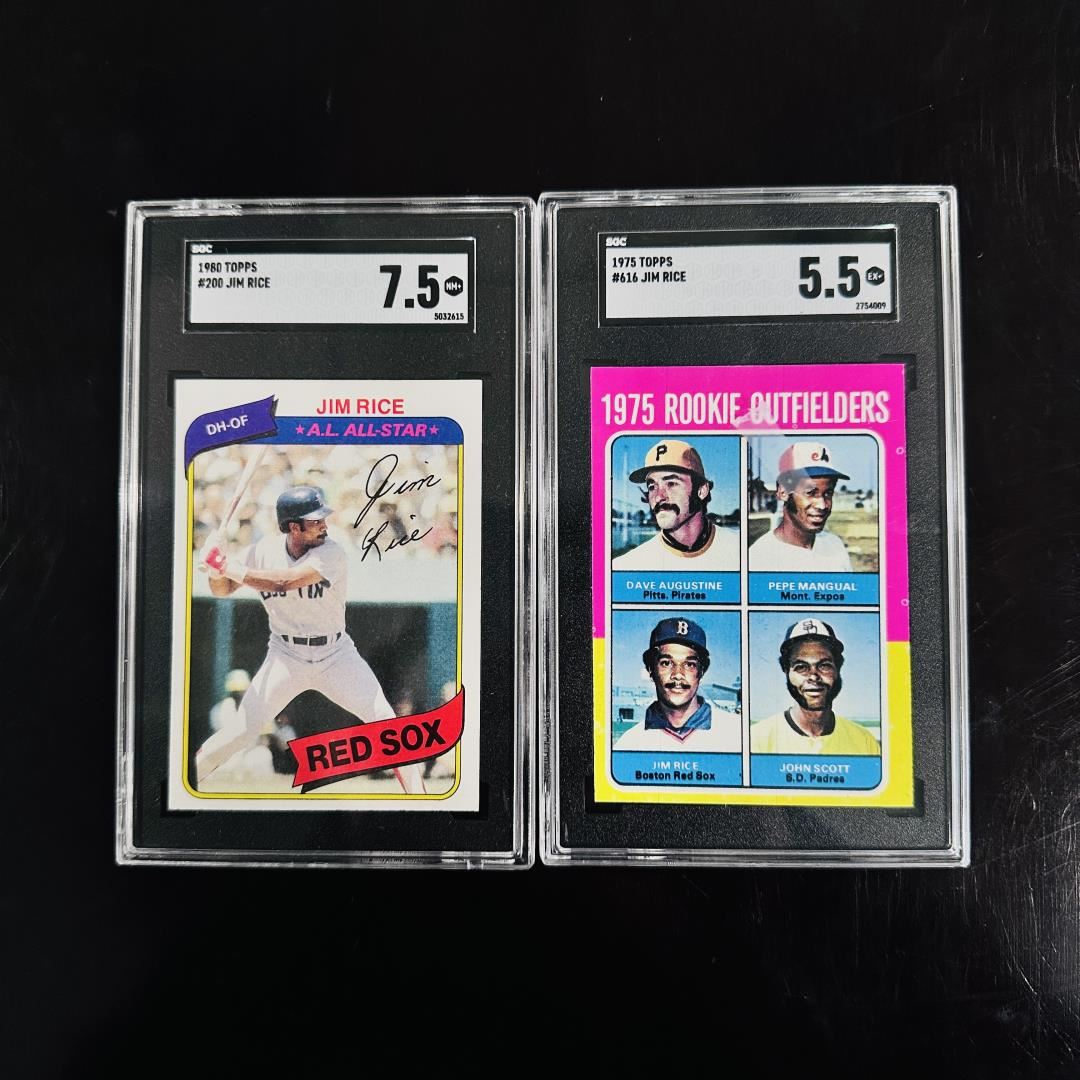 SGC
1980 TOPPS
#200 JIM RICE
7.5 NM+
5032615
DH-OF
JIM RICE
★A.L. ALL-STAR★
Jim
Rice
RED SOX
SGC
1975 TOPPS
#616 JIM RICE
5.5 EX+
2754009
1975 ROOKIE OUTFIELDERS
P
DAVE AUGUSTINE
Pitts. Pirates
PEPE MANGUAL
Mont. Expos
B
JIM RICE
Boston Red Sox
SD
JOHN SCOTT
S.D. Padres